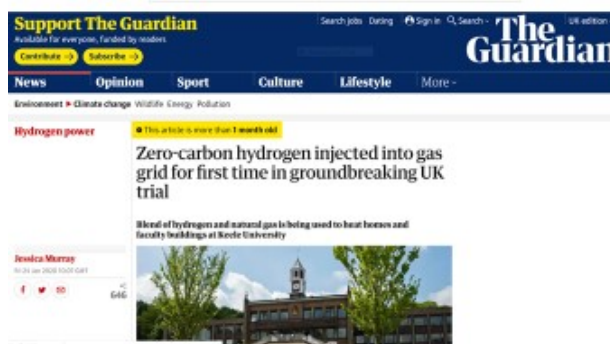 Support The Guardian
Available for everyone, funded by readers
Contribute →
Subscribe →
Search jobs
Dating
Sign in
Search
UK edition
The Guardian
News
Opinion
Sport
Culture
Lifestyle
More
Environment
Climate change
Wildlife
Energy
Pollution
Hydrogen power
This article is more than 1 month old
Zero-carbon hydrogen injected into gas
grid for first time in groundbreaking UK
trial
Blend of hydrogen and natural gas is being used to heat homes and
faculty buildings at Keele University
Jessica Murray
Jan 2020
GMT
646